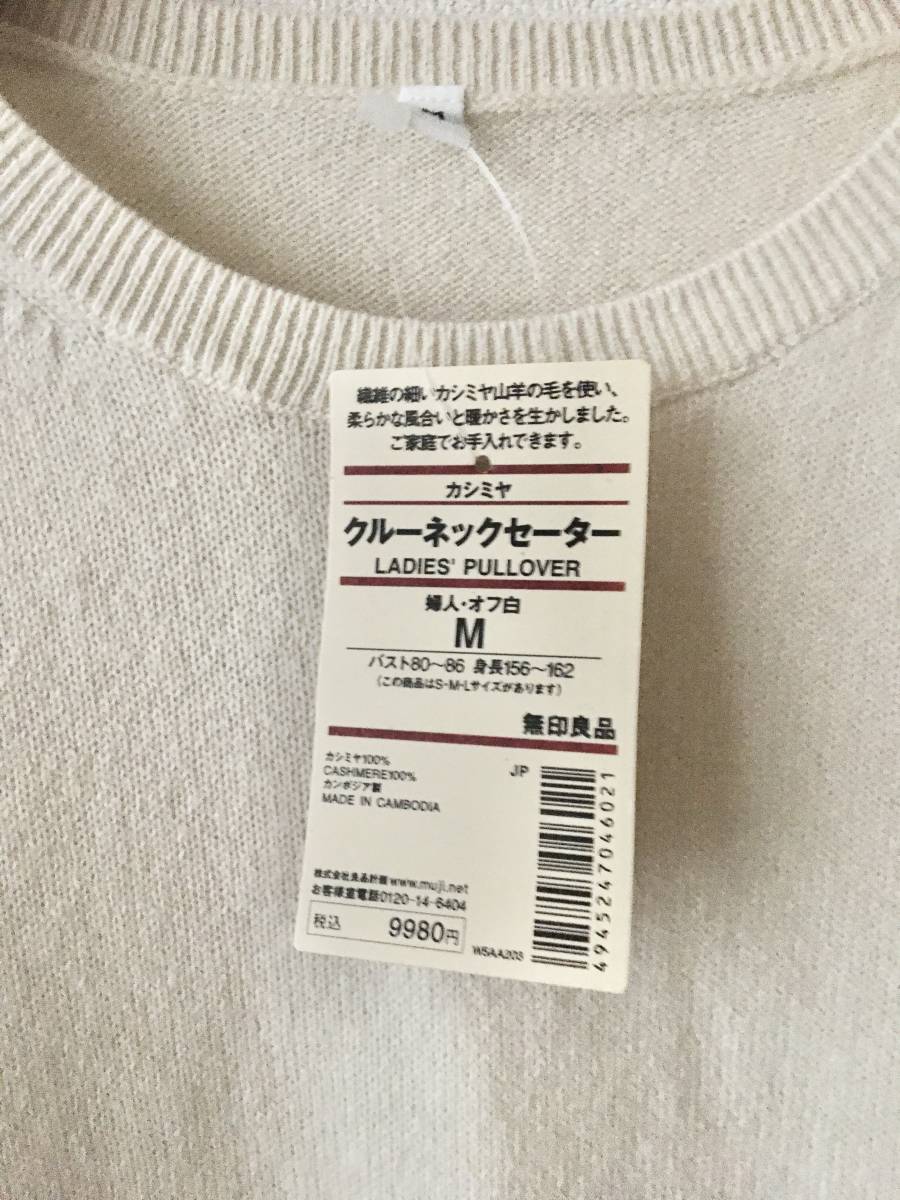 繊維の細いカシミヤ山羊の毛を使い、
柔らかな風合いと暖かさを生かしました。
ご家庭でお手入れできます。
カシミヤ
クルーネックセーター
LADIES' PULLOVER
婦人・オフ白
M
バスト80〜86 身長156〜162
(この商品はS・M・Lサイズがあります)
無印良品
カシミヤ100%
CASHMERE100%
カンボジア製
MADE IN CAMBODIA
JP
4945247046021
株式会社良品計画 www.muji.net
お客様室電話0120-14-6404
税込 9980円
W5AA203